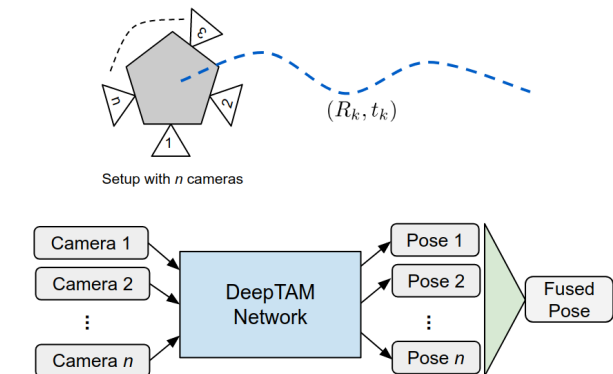 3
n
2
1
(R_k, t_k)
Setup with n cameras
Camera 1
Pose 1
Camera 2
DeepTAM
Network
Pose 2
Fused
Pose
⋮
⋮
Camera n
Pose n